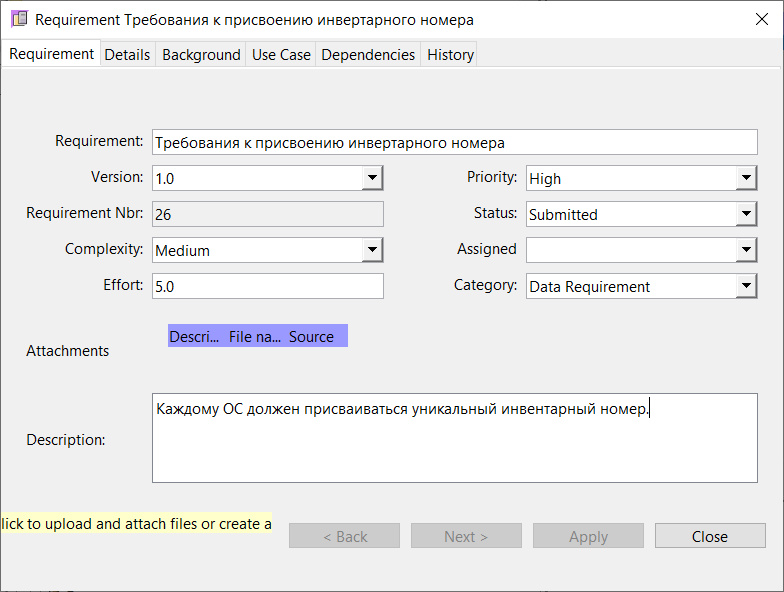 Requirement Требования к присвоению инвертарного номера
Requirement Details Background Use Case Dependencies History
Requirement: Требования к присвоению инвертарного номера
Version: 1.0 Priority: High
Requirement Nbr: 26 Status: Submitted
Complexity: Medium Assigned
Effort: 5.0 Category: Data Requirement
Descri... File na... Source
Attachments
Каждому ОС должен присваиваться уникальный инвентарный номер.
Description:
lick to upload and attach files or create a
< Back Next > Apply Close